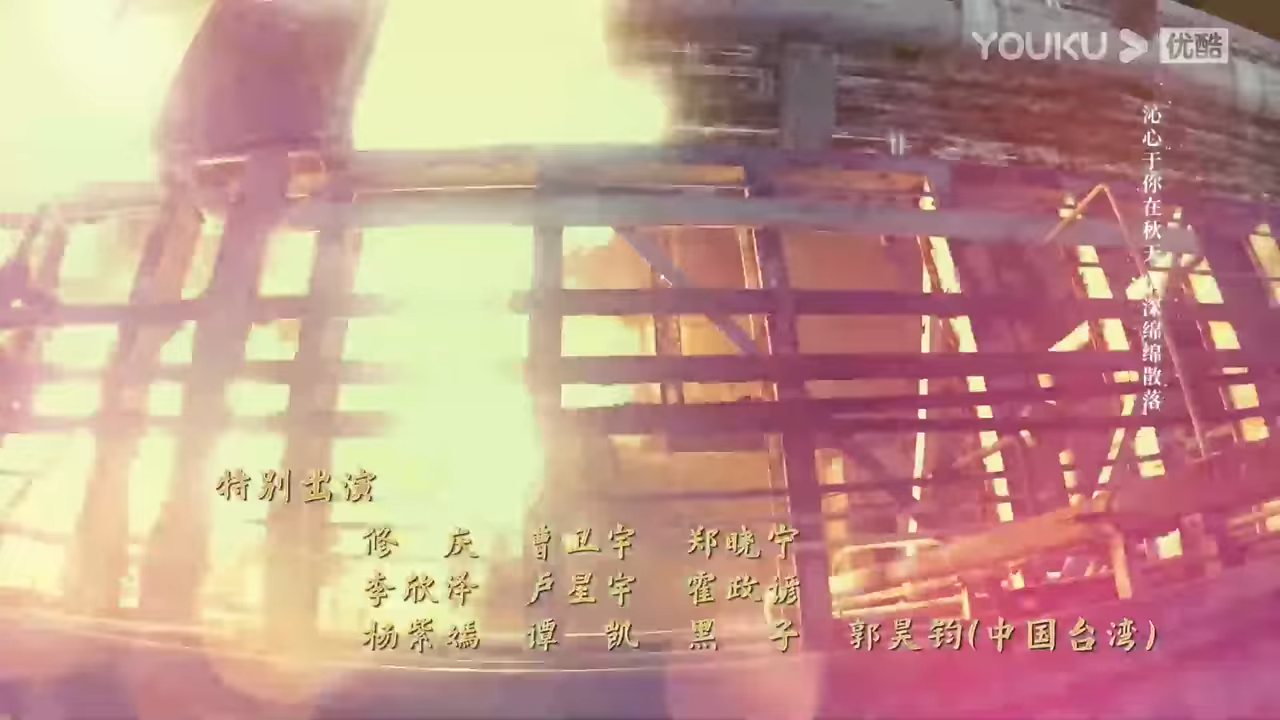 YOUKU 优酷
沁心于你在秋天 深绵绵散落
特别出演
修 庆 曹卫宇 郑晓宁
李欣泽 卢星宇 霍政谚
杨紫嫣 谭 凯 黑 子 郭昊钧(中国台湾)